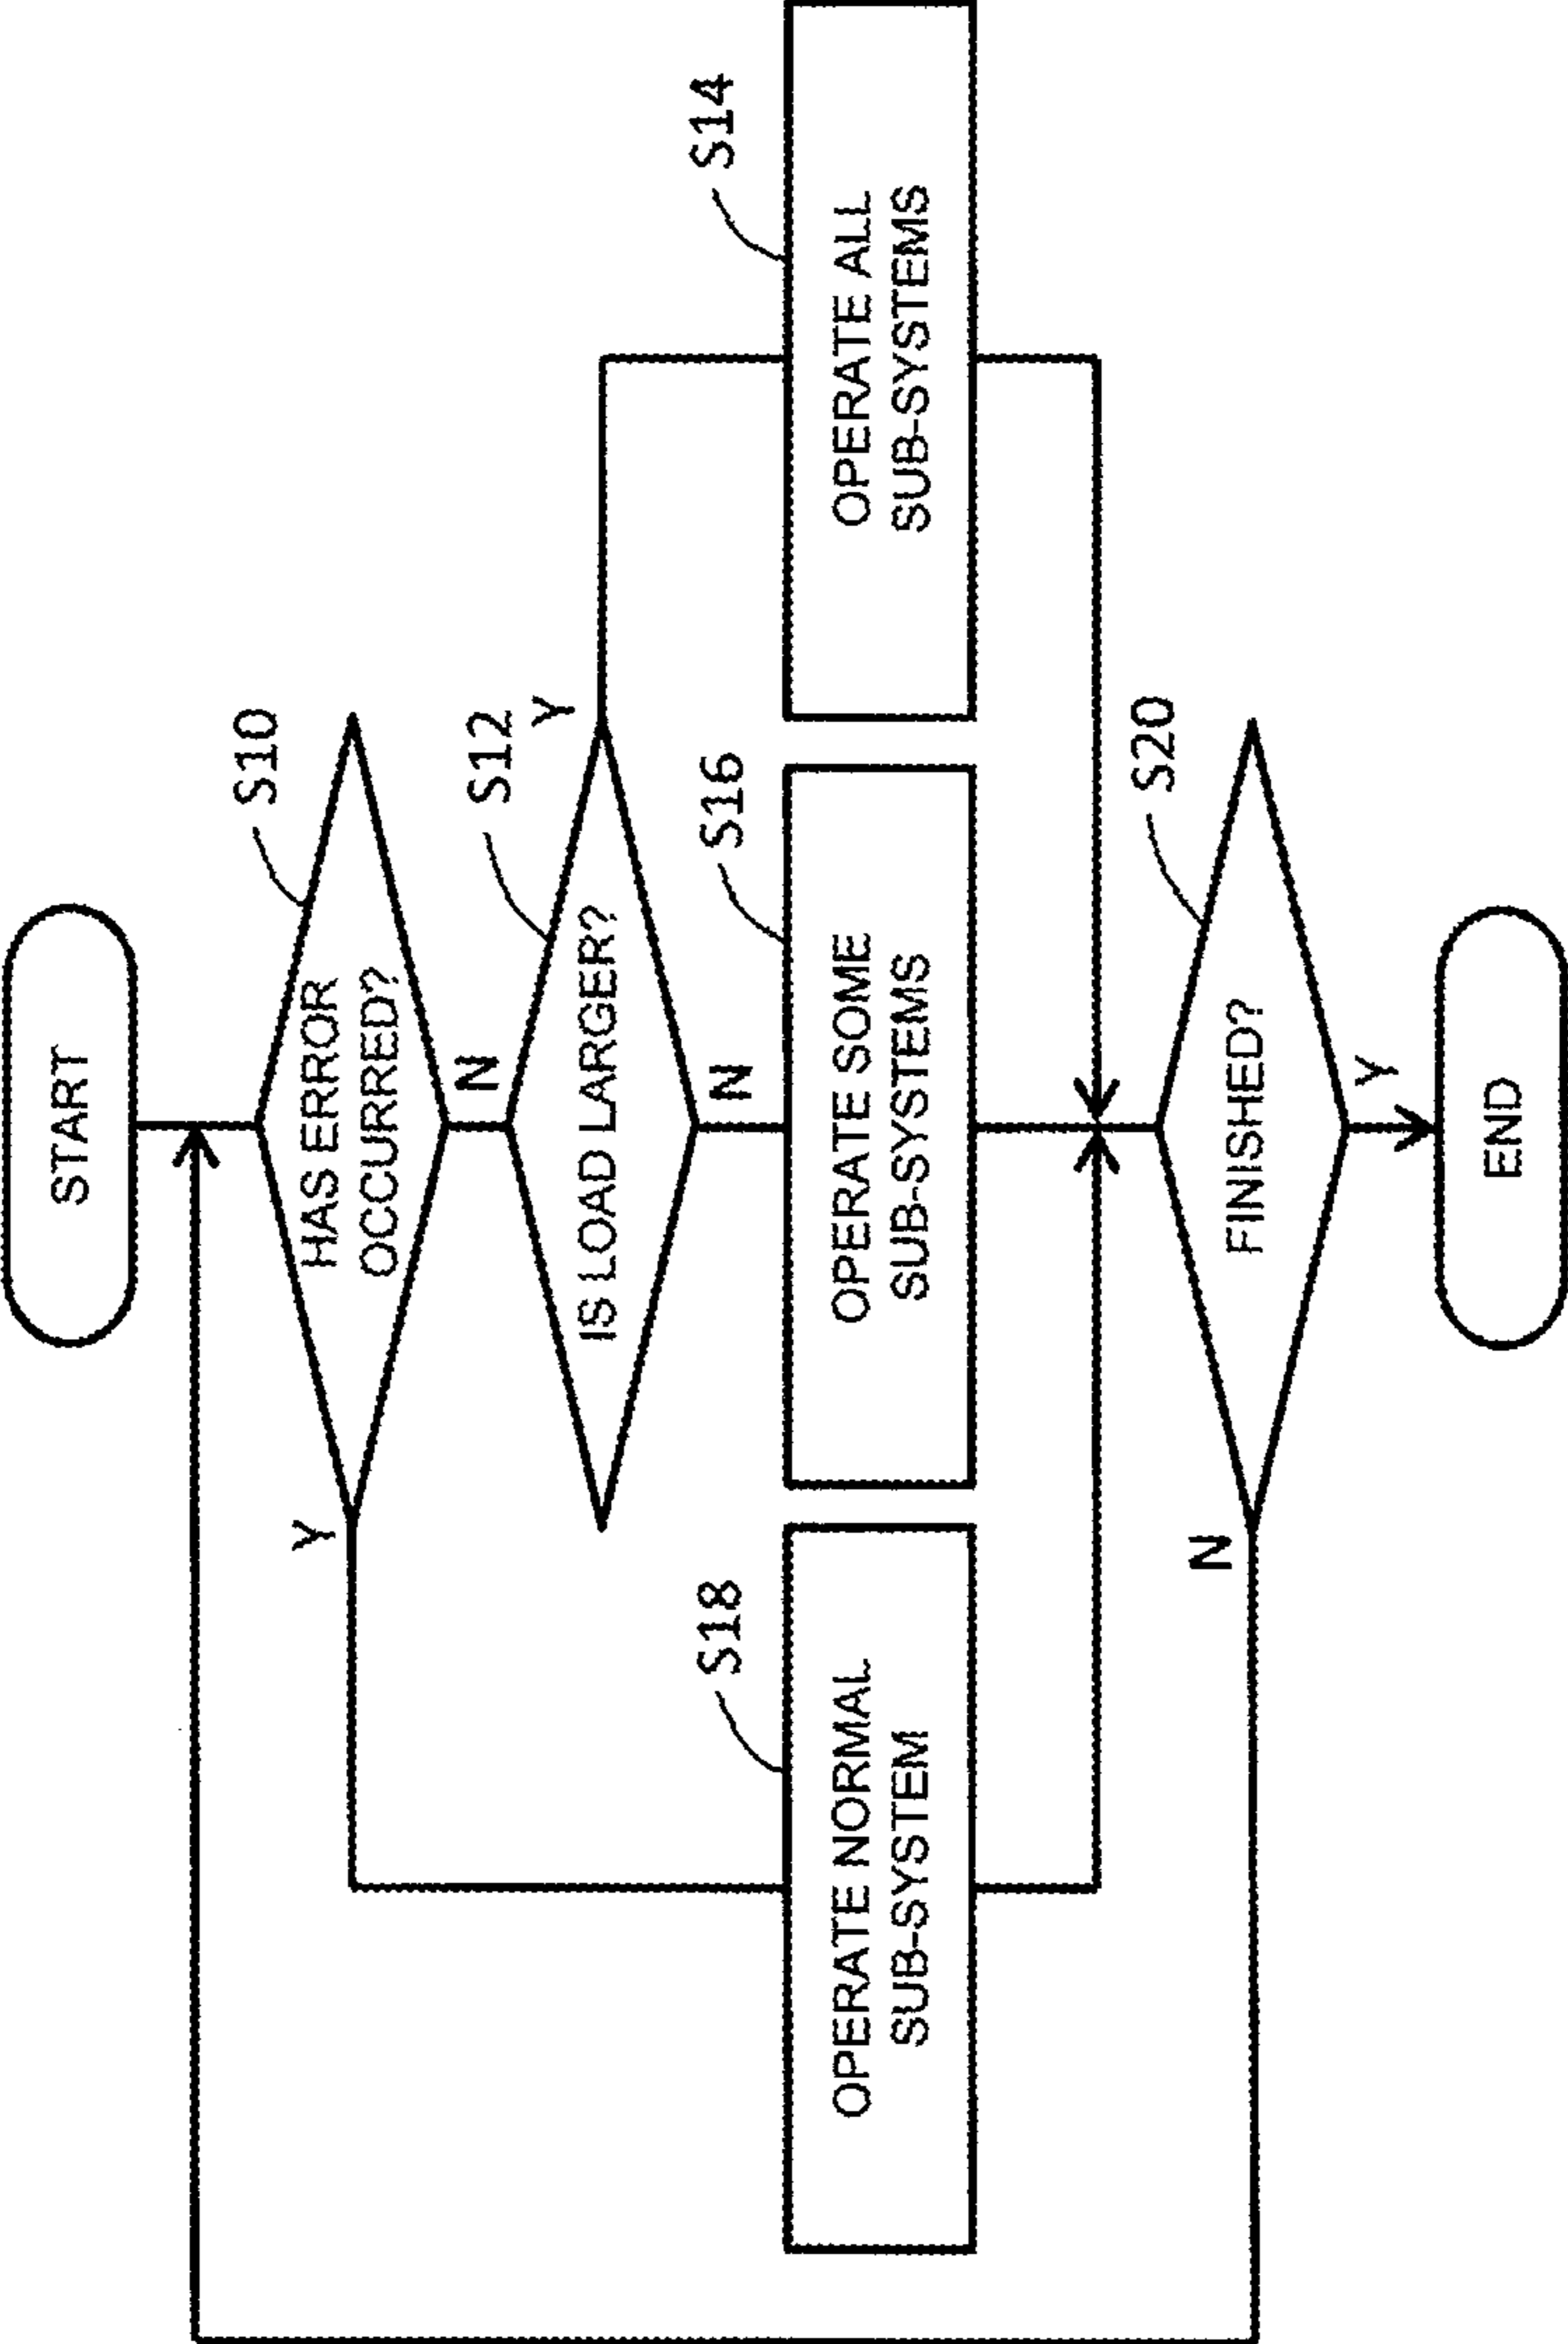 START
S10
HAS ERROR
OCCURRED?
Y
N
S12
IS LOAD LARGER?
Y
N
S18
OPERATE NORMAL
SUB-SYSTEM
S16
OPERATE SOME
SUB-SYSTEMS
S14
OPERATE ALL
SUB-SYSTEMS
S20
FINISHED?
N
Y
END